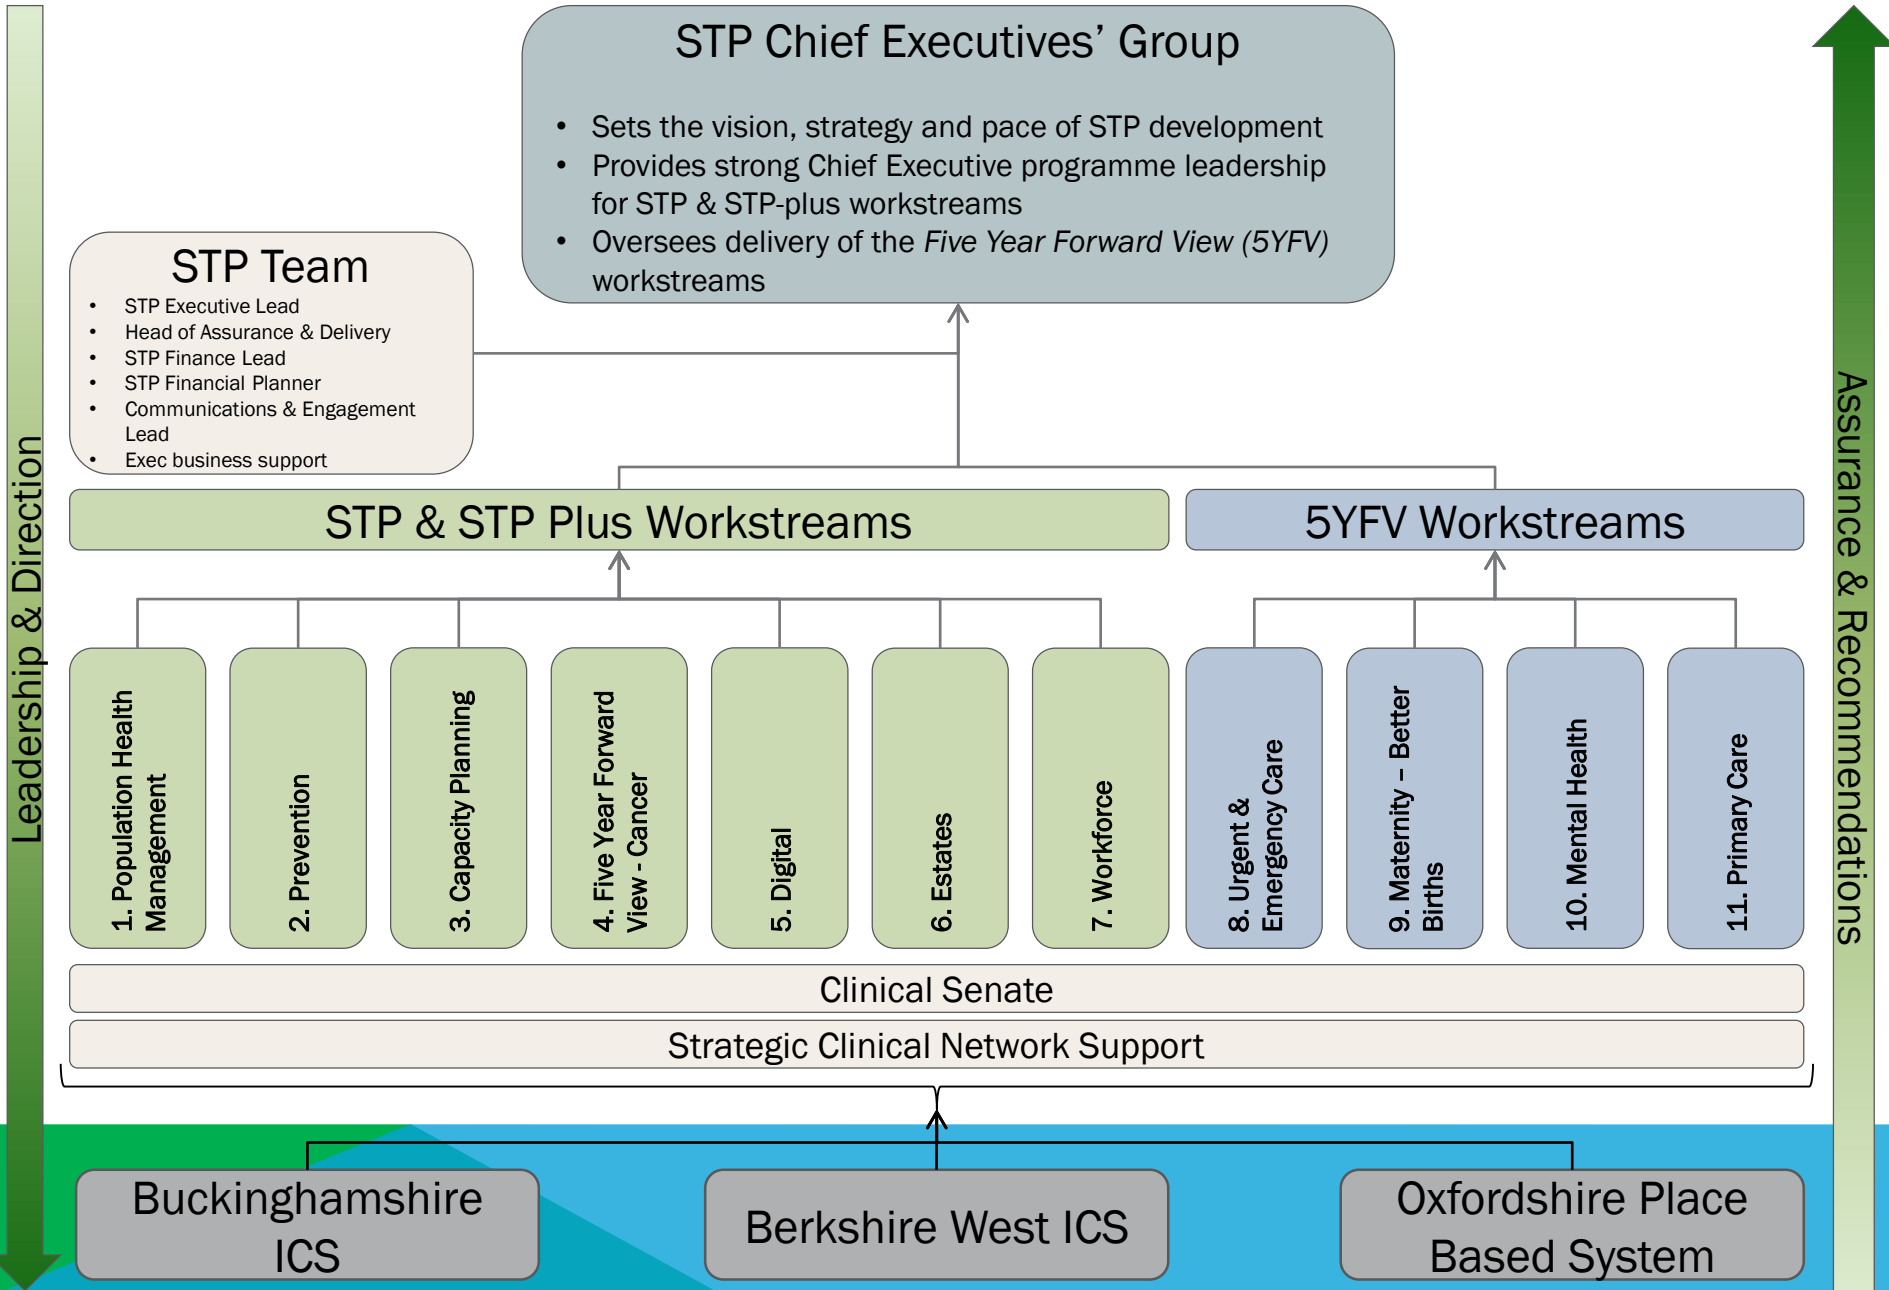 STP Chief Executives’ Group
• Sets the vision, strategy and pace of STP development
• Provides strong Chief Executive programme leadership
for STP & STP-plus workstreams
• Oversees delivery of the Five Year Forward View (5YFV)
workstreams
STP Team
• STP Executive Lead
• Head of Assurance & Delivery
• STP Finance Lead
• STP Financial Planner
• Communications & Engagement
Lead
• Exec business support
Leadership & Direction
Assurance & Recommendations
STP & STP Plus Workstreams
5YFV Workstreams
1. Population Health
Management
2. Prevention
3. Capacity Planning
4. Five Year Forward
View - Cancer
5. Digital
6. Estates
7. Workforce
8. Urgent &
Emergency Care
9. Maternity – Better
Births
10. Mental Health
11. Primary Care
Clinical Senate
Strategic Clinical Network Support
Buckinghamshire
ICS
Berkshire West ICS
Oxfordshire Place
Based System